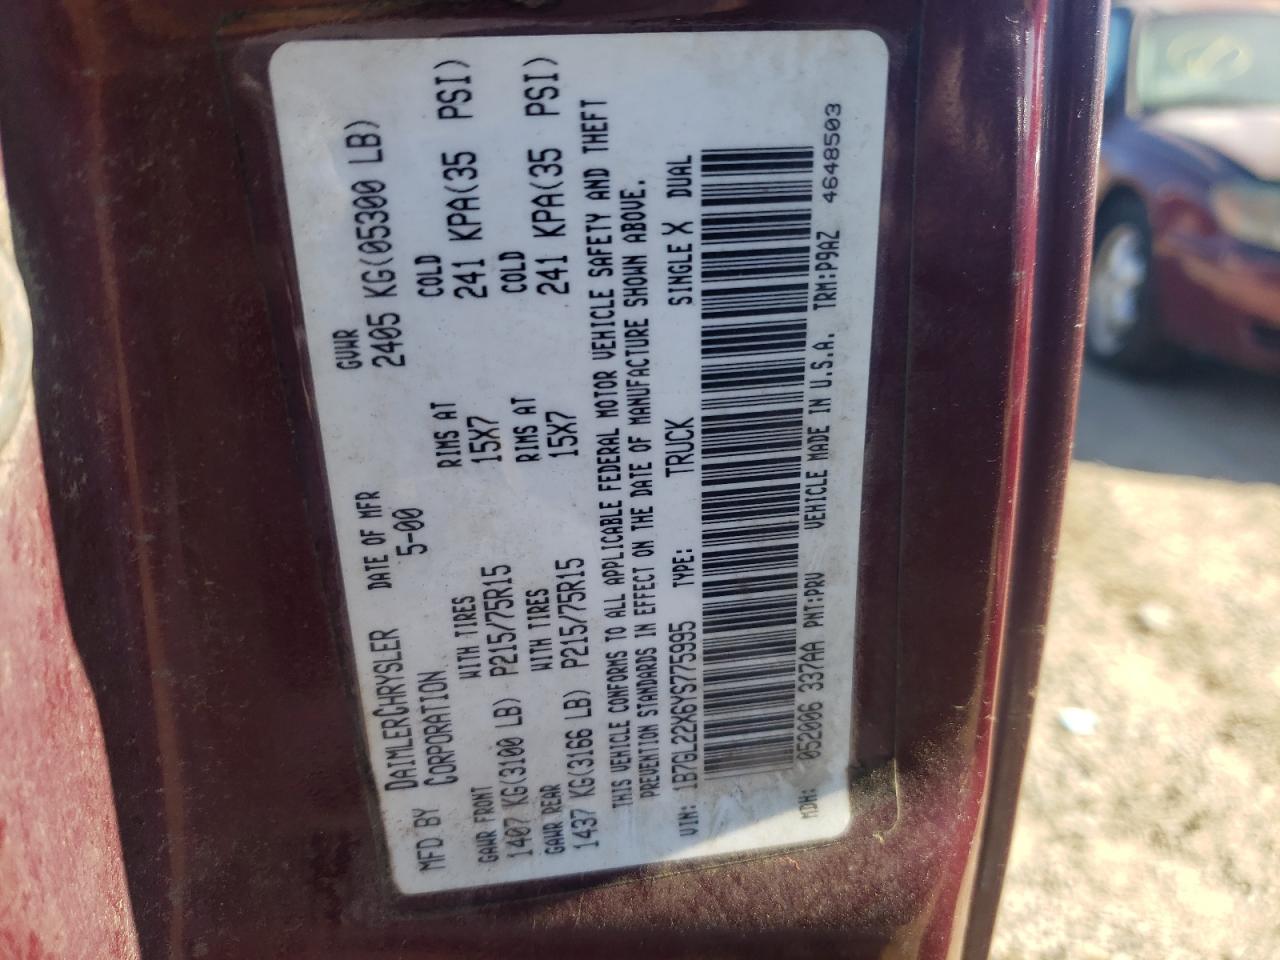 MFD BY DAIMLERCHRYSLER CORPORATION DATE OF MFR 5-00 GVWR 2405 KG(05300 LB)
GAWR FRONT WITH TIRES RIMS AT COLD
1407 KG(3100 LB) P215/75R15 15X7 241 KPA(35 PSI)
GAWR REAR WITH TIRES RIMS AT COLD
1437 KG(3166 LB) P215/75R15 15X7 241 KPA(35 PSI)
THIS VEHICLE CONFORMS TO ALL APPLICABLE FEDERAL MOTOR VEHICLE SAFETY AND THEFT
PREVENTION STANDARDS IN EFFECT ON THE DATE OF MANUFACTURE SHOWN ABOVE.
VIN: 1B7GL22X6YS775995 TYPE: TRUCK SINGLE X DUAL
MDH: 052006 337AA PNT:PRV VEHICLE MADE IN U.S.A. TRM:P9AZ 4648503